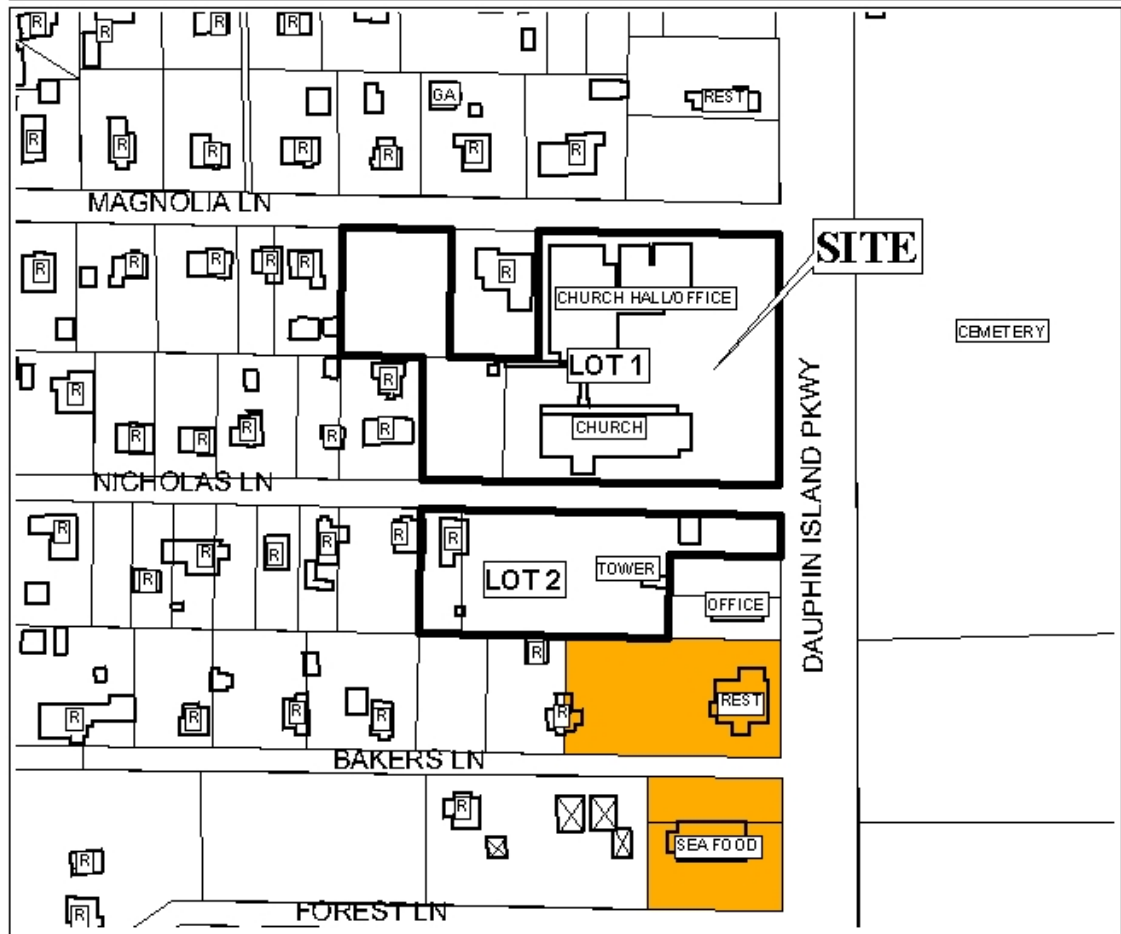 R
R
R
R
GA
REST
R
R
R
R
R
R
R
MAGNOLIA LN
SITE
R
R
R
R
R
R
CHURCH HALL/OFFICE
CEMETERY
LOT 1
R
R
CHURCH
R
R
R
R
R
DAUPHIN ISLAND PKWY
NICHOLAS LN
R
R
R
R
R
R
R
LOT 2
TOWER
OFFICE
R
REST
R
R
R
R
R
BAKERS LN
R
SEA FOOD
R
R
FOREST LN